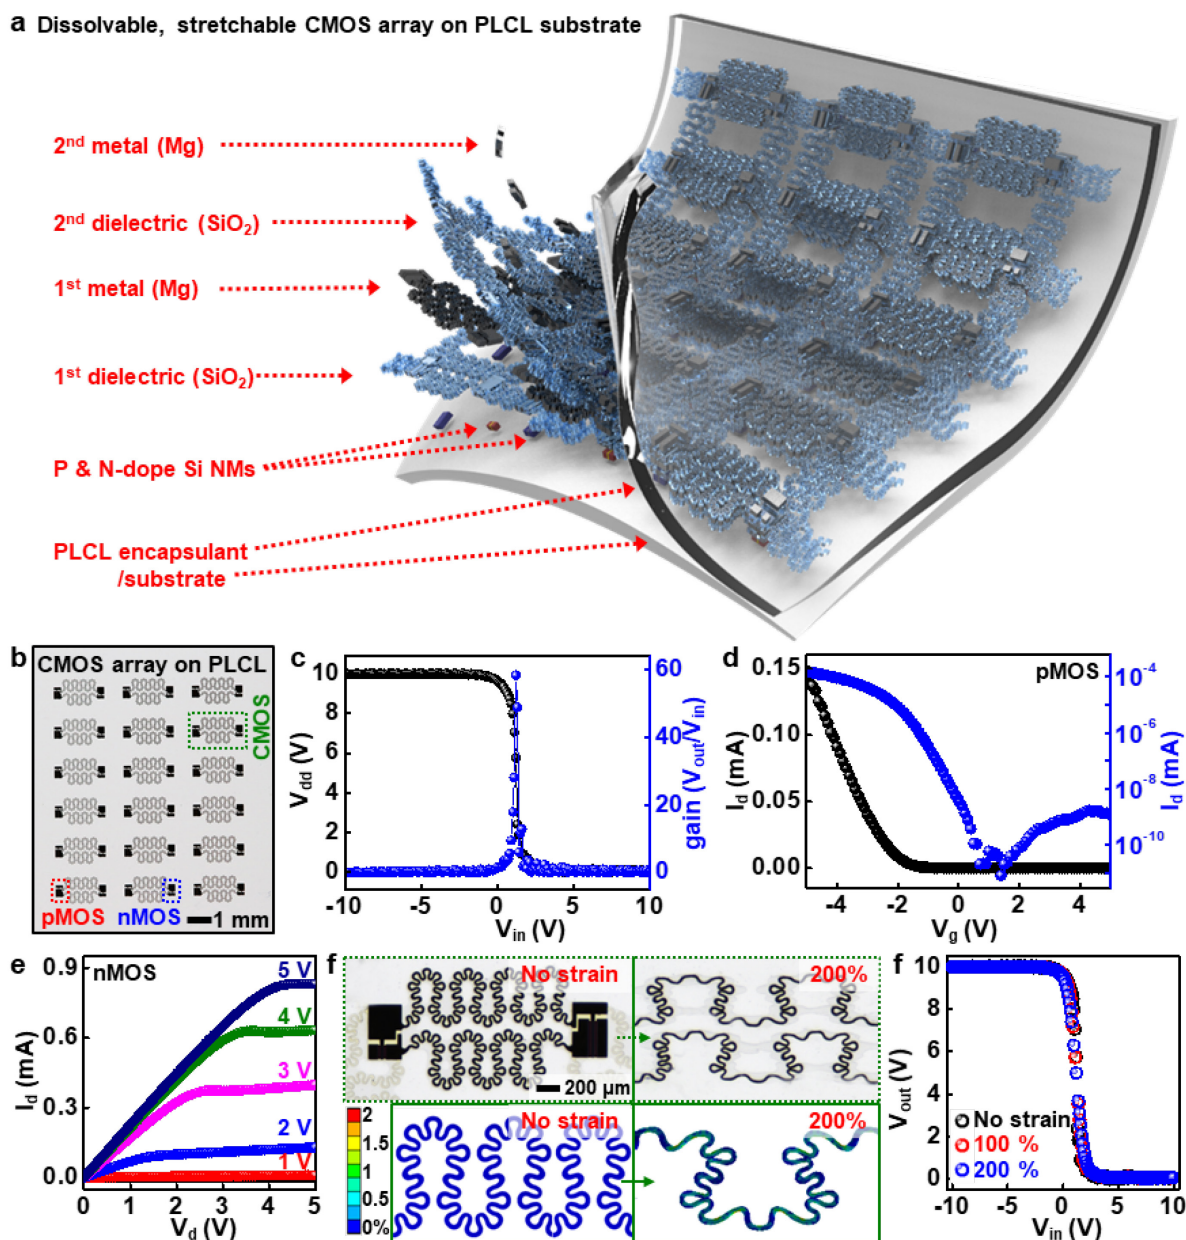 a Dissolvable, stretchable CMOS array on PLCL substrate
2nd metal (Mg)
2nd dielectric (SiO2)
1st metal (Mg)
1st dielectric (SiO2)
P & N-dope Si NMs
PLCL encapsulant
/substrate
b
CMOS array on PLCL
CMOS
pMOS
nMOS
1 mm
c
10
8
6
4
2
0
Vdd (V)
-10
-5
0
5
10
Vin (V)
60
40
20
0
gain (Vout/Vin)
d
pMOS
0.15
0.10
0.05
0.00
Id (mA)
-4
-2
0
2
4
Vg (V)
10-4
10-6
10-8
10-10
Id (mA)
e
nMOS
0.9
0.6
0.3
0.0
Id (mA)
5 V
4 V
3 V
2 V
1 V
0
1
2
3
4
5
Vd (V)
f
No strain
200%
200 μm
2
1.5
1
0.5
0%
No strain
200%
f
10
8
6
4
2
0
Vout (V)
No strain
100 %
200 %
-10
-5
0
5
10
Vin (V)